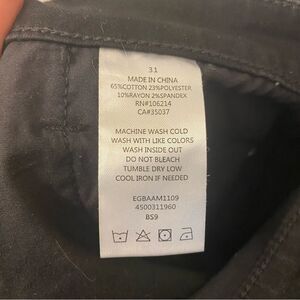 31
MADE IN CHINA
65%COTTON 23%POLYESTER
10%RAYON 2%SPANDEX
RN#106214
CA#35037
MACHINE WASH COLD
WASH WITH LIKE COLORS
WASH INSIDE OUT
DO NOT BLEACH
TUMBLE DRY LOW
COOL IRON IF NEEDED
EGBAAM1109
4500311960
BS9